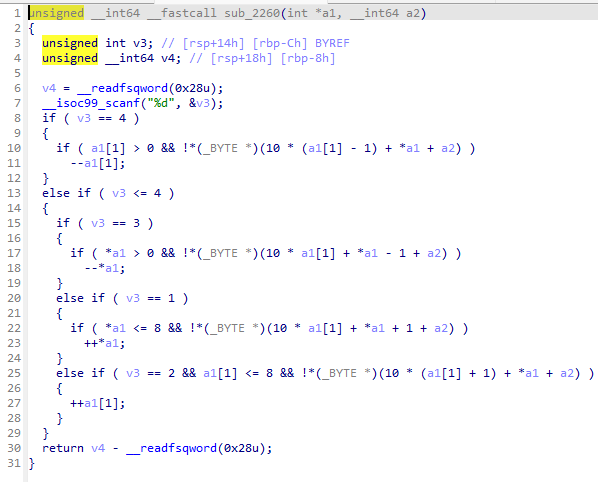 1 unsigned __int64 __fastcall sub_2260(int *a1, __int64 a2)
2 {
3   unsigned int v3; // [rsp+14h] [rbp-Ch] BYREF
4   unsigned __int64 v4; // [rsp+18h] [rbp-8h]
5
6   v4 = __readfsqword(0x28u);
7   __isoc99_scanf("%d", &v3);
8   if ( v3 == 4 )
9   {
10     if ( a1[1] > 0 && !*(_BYTE *)(10 * (a1[1] - 1) + *a1 + a2) )
11       --a1[1];
12   }
13   else if ( v3 <= 4 )
14   {
15     if ( v3 == 3 )
16     {
17       if ( *a1 > 0 && !*(_BYTE *)(10 * a1[1] + *a1 - 1 + a2) )
18         --*a1;
19     }
20     else if ( v3 == 1 )
21     {
22       if ( *a1 <= 8 && !*(_BYTE *)(10 * a1[1] + *a1 + 1 + a2) )
23         ++*a1;
24     }
25     else if ( v3 == 2 && a1[1] <= 8 && !*(_BYTE *)(10 * (a1[1] + 1) + *a1 + a2) )
26     {
27       ++a1[1];
28     }
29   }
30   return v4 - __readfsqword(0x28u);
31 }